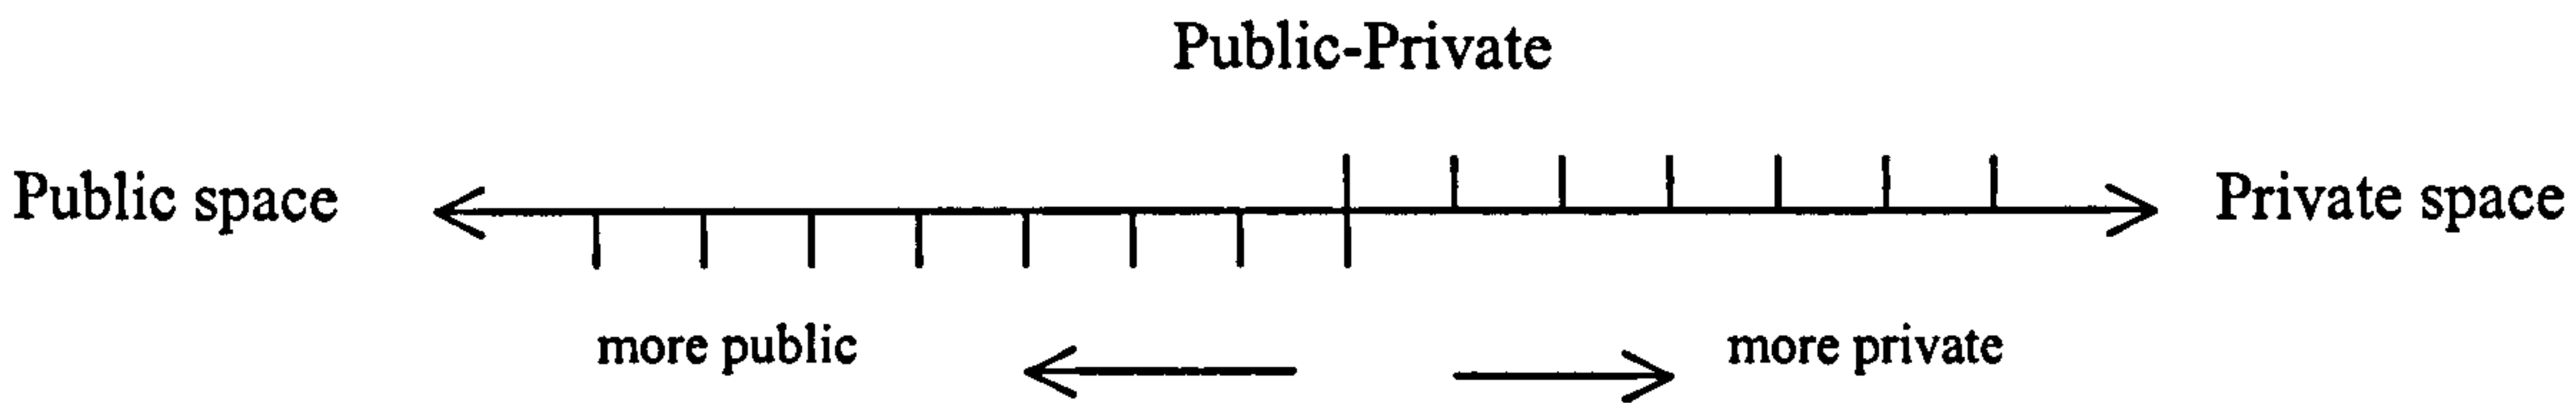 Public-Private
Public space
Private space
more public
more private